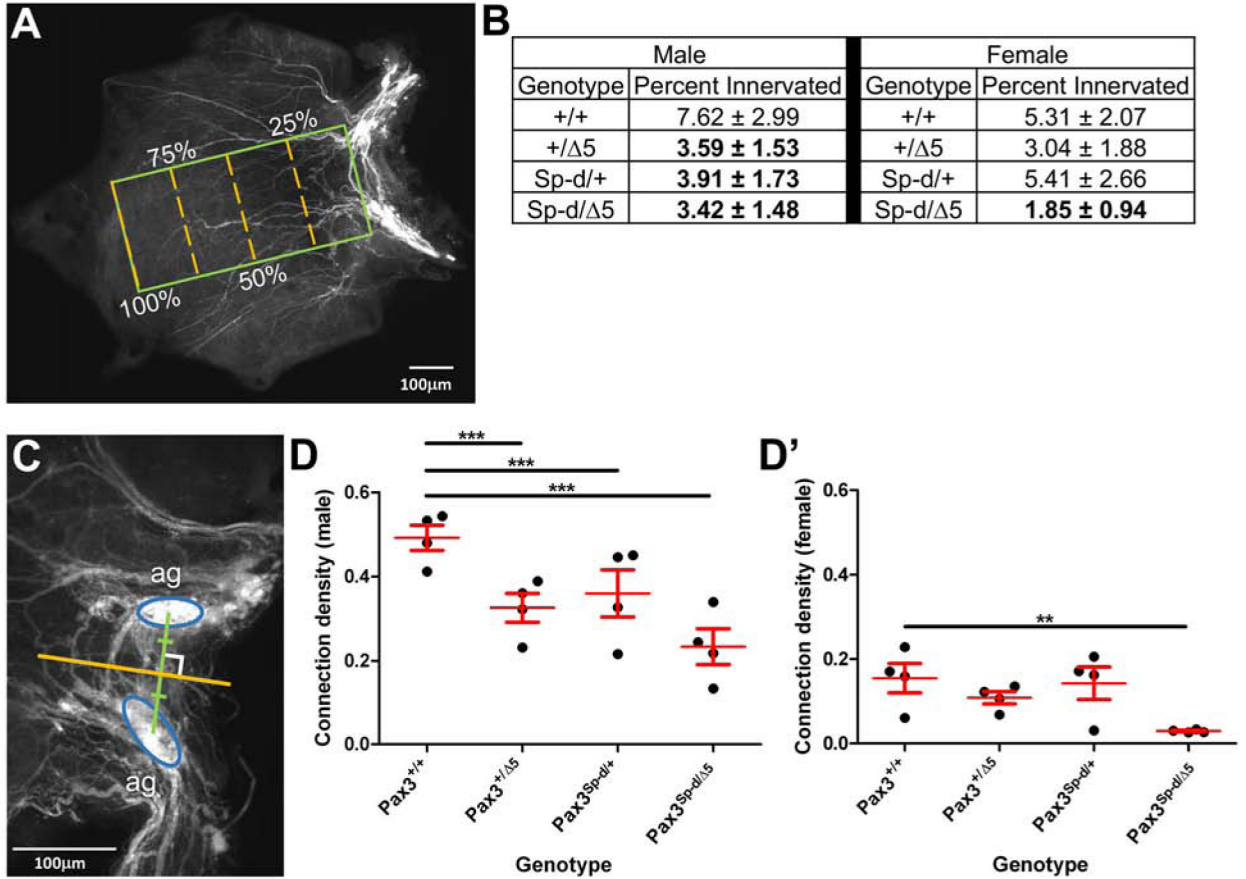 A
25%
75%
50%
100%
100μm
B
Male Female
Genotype Percent Innervated Genotype Percent Innervated
+/+ 7.62 ± 2.99 +/+ 5.31 ± 2.07
+/Δ5 3.59 ± 1.53 +/Δ5 3.04 ± 1.88
Sp-d/+ 3.91 ± 1.73 Sp-d/+ 5.41 ± 2.66
Sp-d/Δ5 3.42 ± 1.48 Sp-d/Δ5 1.85 ± 0.94
C
ag
ag
100μm
D
***
***
***
Connection density (male)
0.6
0.4
0.2
0.0
Pax3+/+
Pax3+/Δ5
Pax3Sp-d/+
Pax3Sp-d/Δ5
Genotype
D'
**
Connection density (female)
0.6
0.4
0.2
0.0
Pax3+/+
Pax3+/Δ5
Pax3Sp-d/+
Pax3Sp-d/Δ5
Genotype